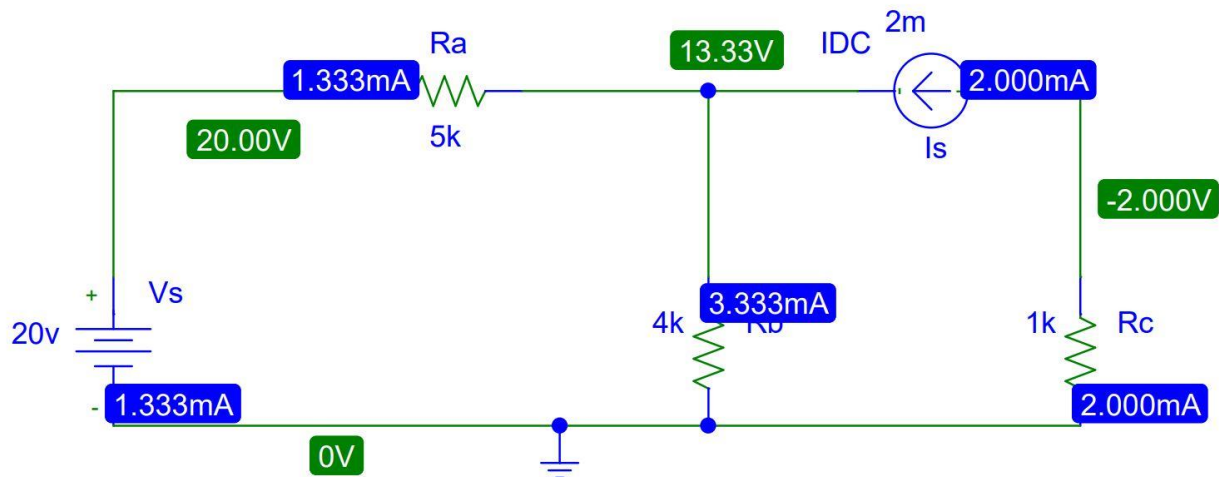 2m
Ra
13.33V
IDC
1.333mA
2.000mA
20.00V
5k
Is
-2.000V
+
Vs
3.333mA
20v
4k
Rb
1k
Rc
-
1.333mA
2.000mA
0V